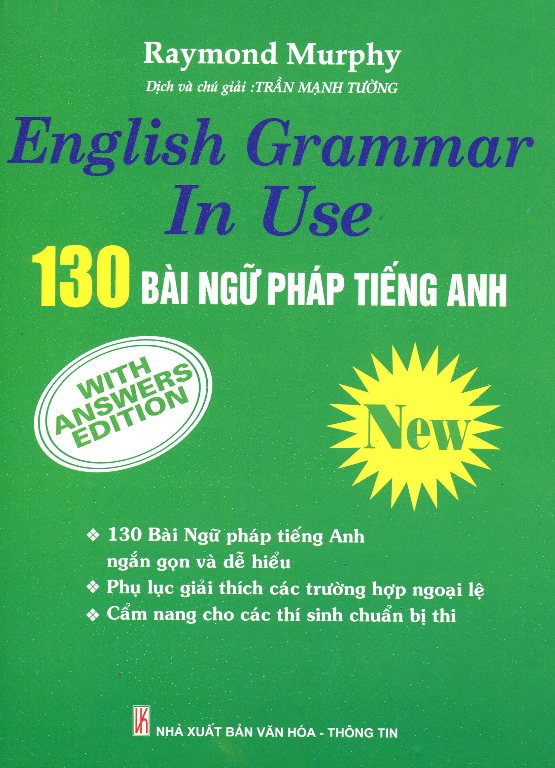 Raymond Murphy
Dịch và chú giải :TRẦN MẠNH TƯỜNG
English Grammar
In Use
130 BÀI NGỮ PHÁP TIẾNG ANH
WITH
ANSWERS
EDITION
New
❖ 130 Bài Ngữ pháp tiếng Anh
ngắn gọn và dễ hiểu
❖ Phụ lục giải thích các trường hợp ngoại lệ
❖ Cẩm nang cho các thí sinh chuẩn bị thi
VK NHÀ XUẤT BẢN VĂN HÓA - THÔNG TIN